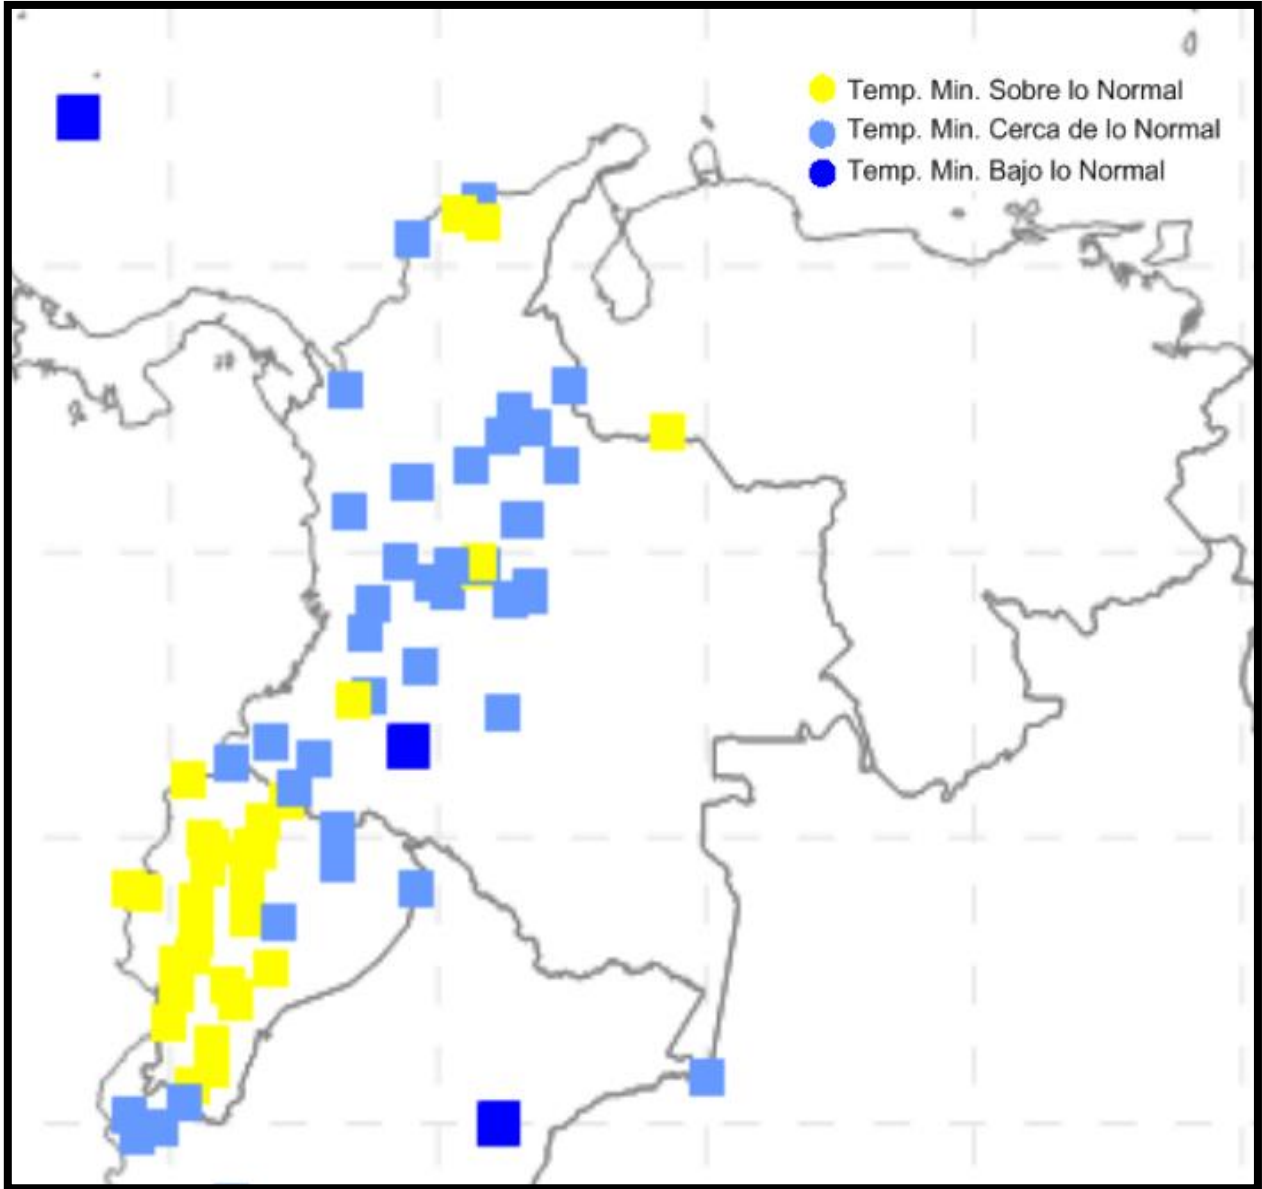 Temp. Min. Sobre lo Normal
Temp. Min. Cerca de lo Normal
Temp. Min. Bajo lo Normal